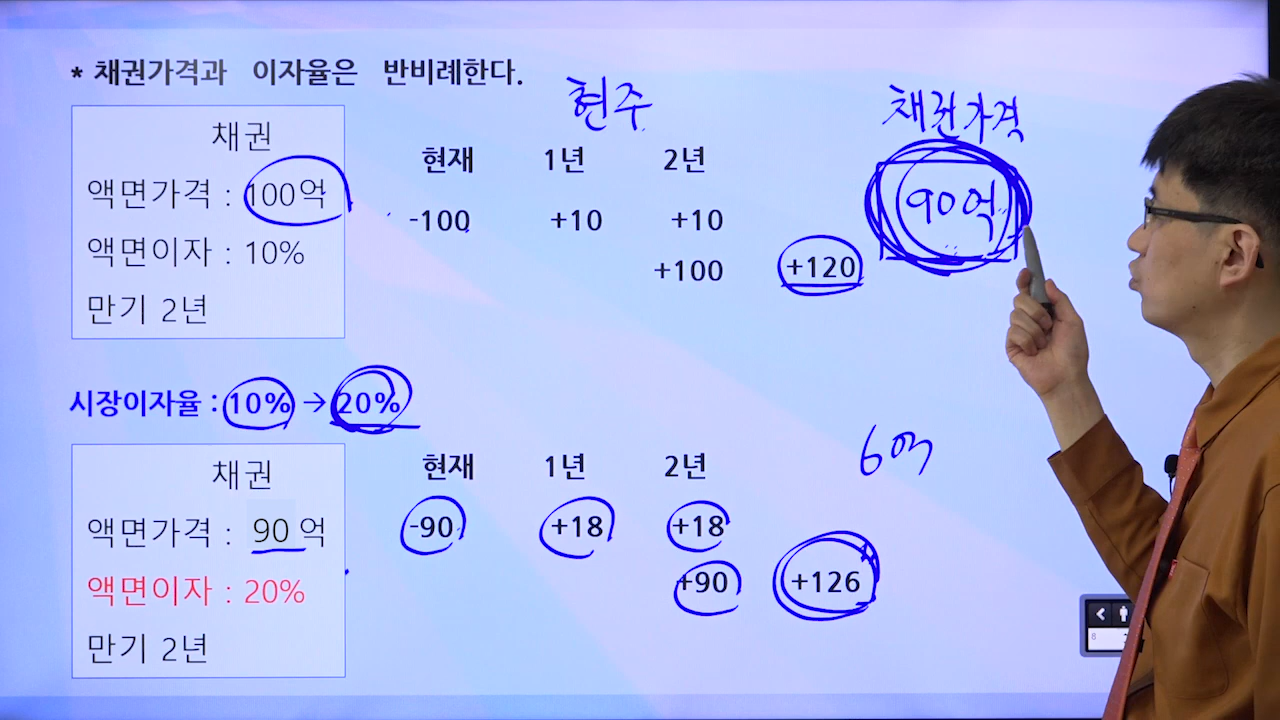 * 채권가격과 이자율은 반비례한다.
현주
채권가격
채권
액면가격 : 100억
액면이자 : 10%
만기 2년
현재 1년 2년
-100 +10 +10
+100 +120
90억
시장이자율 : 10% → 20%
채권
액면가격 : 90 억
액면이자 : 20%
만기 2년
현재 1년 2년
-90 +18 +18
+90 +126
6억
8